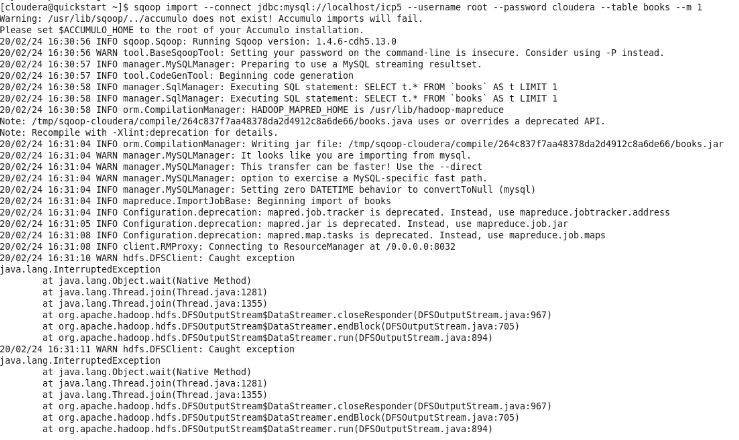 [cloudera@quickstart ~]$ sqoop import --connect jdbc:mysql://localhost/icp5 --username root --password cloudera --table books --m 1
Warning: /usr/lib/sqoop/../accumulo does not exist! Accumulo imports will fail.
Please set $ACCUMULO_HOME to the root of your Accumulo installation.
20/02/24 16:30:56 INFO sqoop.Sqoop: Running Sqoop version: 1.4.6-cdh5.13.0
20/02/24 16:30:56 WARN tool.BaseSqoopTool: Setting your password on the command-line is insecure. Consider using -P instead.
20/02/24 16:30:57 INFO manager.MySQLManager: Preparing to use a MySQL streaming resultset.
20/02/24 16:30:57 INFO tool.CodeGenTool: Beginning code generation
20/02/24 16:30:58 INFO manager.SqlManager: Executing SQL statement: SELECT t.* FROM `books` AS t LIMIT 1
20/02/24 16:30:58 INFO manager.SqlManager: Executing SQL statement: SELECT t.* FROM `books` AS t LIMIT 1
20/02/24 16:30:58 INFO orm.CompilationManager: HADOOP_MAPRED_HOME is /usr/lib/hadoop-mapreduce
Note: /tmp/sqoop-cloudera/compile/264c837f7aa48378da2d4912c8a6de66/books.java uses or overrides a deprecated API.
Note: Recompile with -Xlint:deprecation for details.
20/02/24 16:31:04 INFO orm.CompilationManager: Writing jar file: /tmp/sqoop-cloudera/compile/264c837f7aa48378da2d4912c8a6de66/books.jar
20/02/24 16:31:04 WARN manager.MySQLManager: It looks like you are importing from mysql.
20/02/24 16:31:04 WARN manager.MySQLManager: This transfer can be faster! Use the --direct
20/02/24 16:31:04 WARN manager.MySQLManager: option to exercise a MySQL-specific fast path.
20/02/24 16:31:04 INFO manager.MySQLManager: Setting zero DATETIME behavior to convertToNull (mysql)
20/02/24 16:31:04 INFO mapreduce.ImportJobBase: Beginning import of books
20/02/24 16:31:04 INFO Configuration.deprecation: mapred.job.tracker is deprecated. Instead, use mapreduce.jobtracker.address
20/02/24 16:31:05 INFO Configuration.deprecation: mapred.jar is deprecated. Instead, use mapreduce.job.jar
20/02/24 16:31:08 INFO Configuration.deprecation: mapred.map.tasks is deprecated. Instead, use mapreduce.job.maps
20/02/24 16:31:08 INFO client.RMProxy: Connecting to ResourceManager at /0.0.0.0:8032
20/02/24 16:31:10 WARN hdfs.DFSClient: Caught exception
java.lang.InterruptedException
at java.lang.Object.wait(Native Method)
at java.lang.Thread.join(Thread.java:1281)
at java.lang.Thread.join(Thread.java:1355)
at org.apache.hadoop.hdfs.DFSOutputStream$DataStreamer.closeResponder(DFSOutputStream.java:967)
at org.apache.hadoop.hdfs.DFSOutputStream$DataStreamer.endBlock(DFSOutputStream.java:705)
at org.apache.hadoop.hdfs.DFSOutputStream$DataStreamer.run(DFSOutputStream.java:894)
20/02/24 16:31:11 WARN hdfs.DFSClient: Caught exception
java.lang.InterruptedException
at java.lang.Object.wait(Native Method)
at java.lang.Thread.join(Thread.java:1281)
at java.lang.Thread.join(Thread.java:1355)
at org.apache.hadoop.hdfs.DFSOutputStream$DataStreamer.closeResponder(DFSOutputStream.java:967)
at org.apache.hadoop.hdfs.DFSOutputStream$DataStreamer.endBlock(DFSOutputStream.java:705)
at org.apache.hadoop.hdfs.DFSOutputStream$DataStreamer.run(DFSOutputStream.java:894)